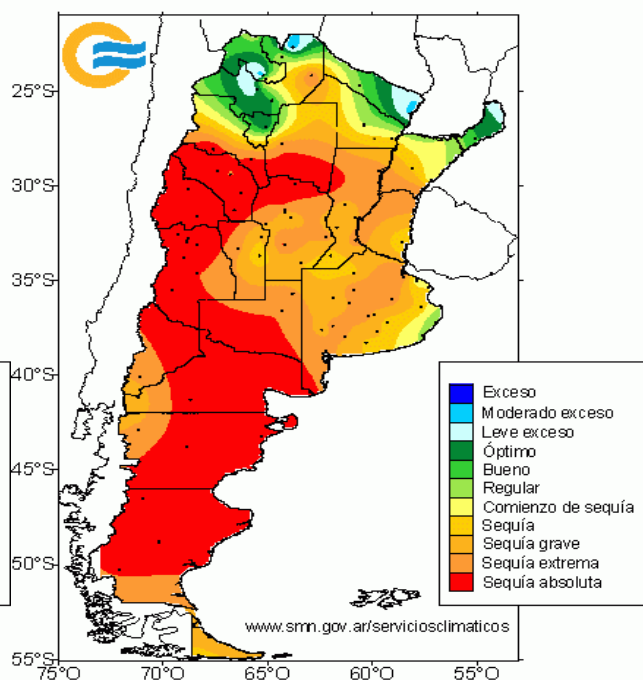 25°S
30°S
35°S
40°S
45°S
50°S
55°S
75°O
70°O
65°O
60°O
55°O
Exceso
Moderado exceso
Leve exceso
Óptimo
Bueno
Regular
Comienzo de sequía
Sequía
Sequía grave
Sequía extrema
Sequía absoluta
www.smn.gov.ar/serviciosclimaticos